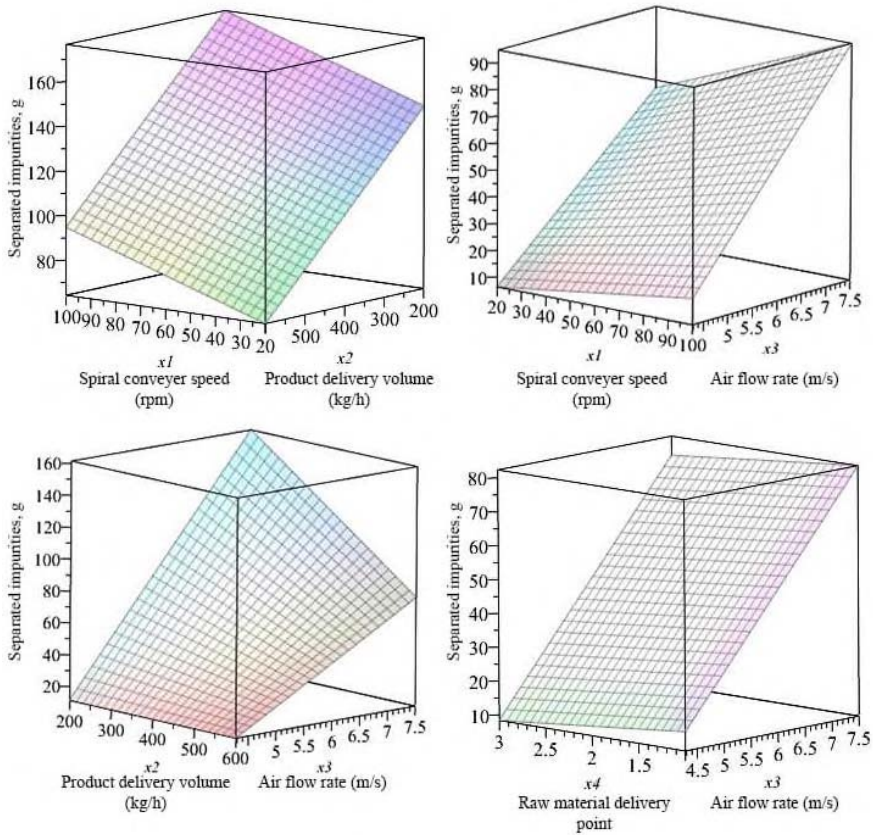 Separated impurities, g
160
140
120
100
80
100 90 80 70 60 50 40 30 20
500 400 300 200
x1 x2
Spiral conveyer speed Product delivery volume
(rpm) (kg/h)
Separated impurities, g
90
80
70
60
50
40
30
20
10
20 30 40 50 60 70 80 90 100
5 5.5 6 6.5 7 7.5
x1 x3
Spiral conveyer speed Air flow rate (m/s)
(rpm)
Separated impurities, g
160
140
120
100
80
60
40
20
200 300 400 500 600
5 5.5 6 6.5 7 7.5
x2 x3
Product delivery volume Air flow rate (m/s)
(kg/h)
Separated impurities, g
80
70
60
50
40
30
20
10
3 2.5 2 1.5
4.5 5 5.5 6 6.5 7 7.5
x4 x3
Raw material delivery Air flow rate (m/s)
point